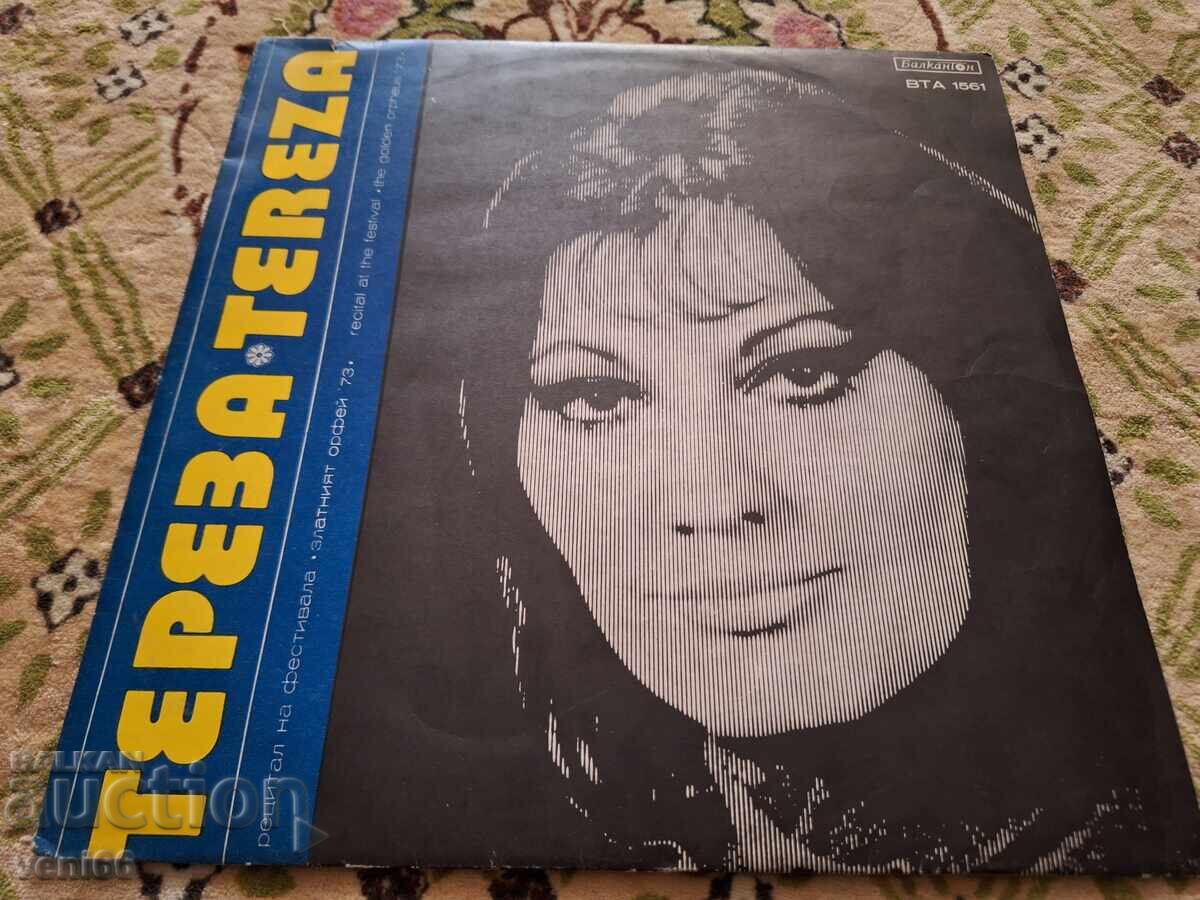 ТЕРЕЗА * TEREZA
рецитал на фестивала • златният орфей '73 • recital at the festival • the golden orpheus '73
Балкантон
ВТА 1561
BALKAN
auction
yeni66